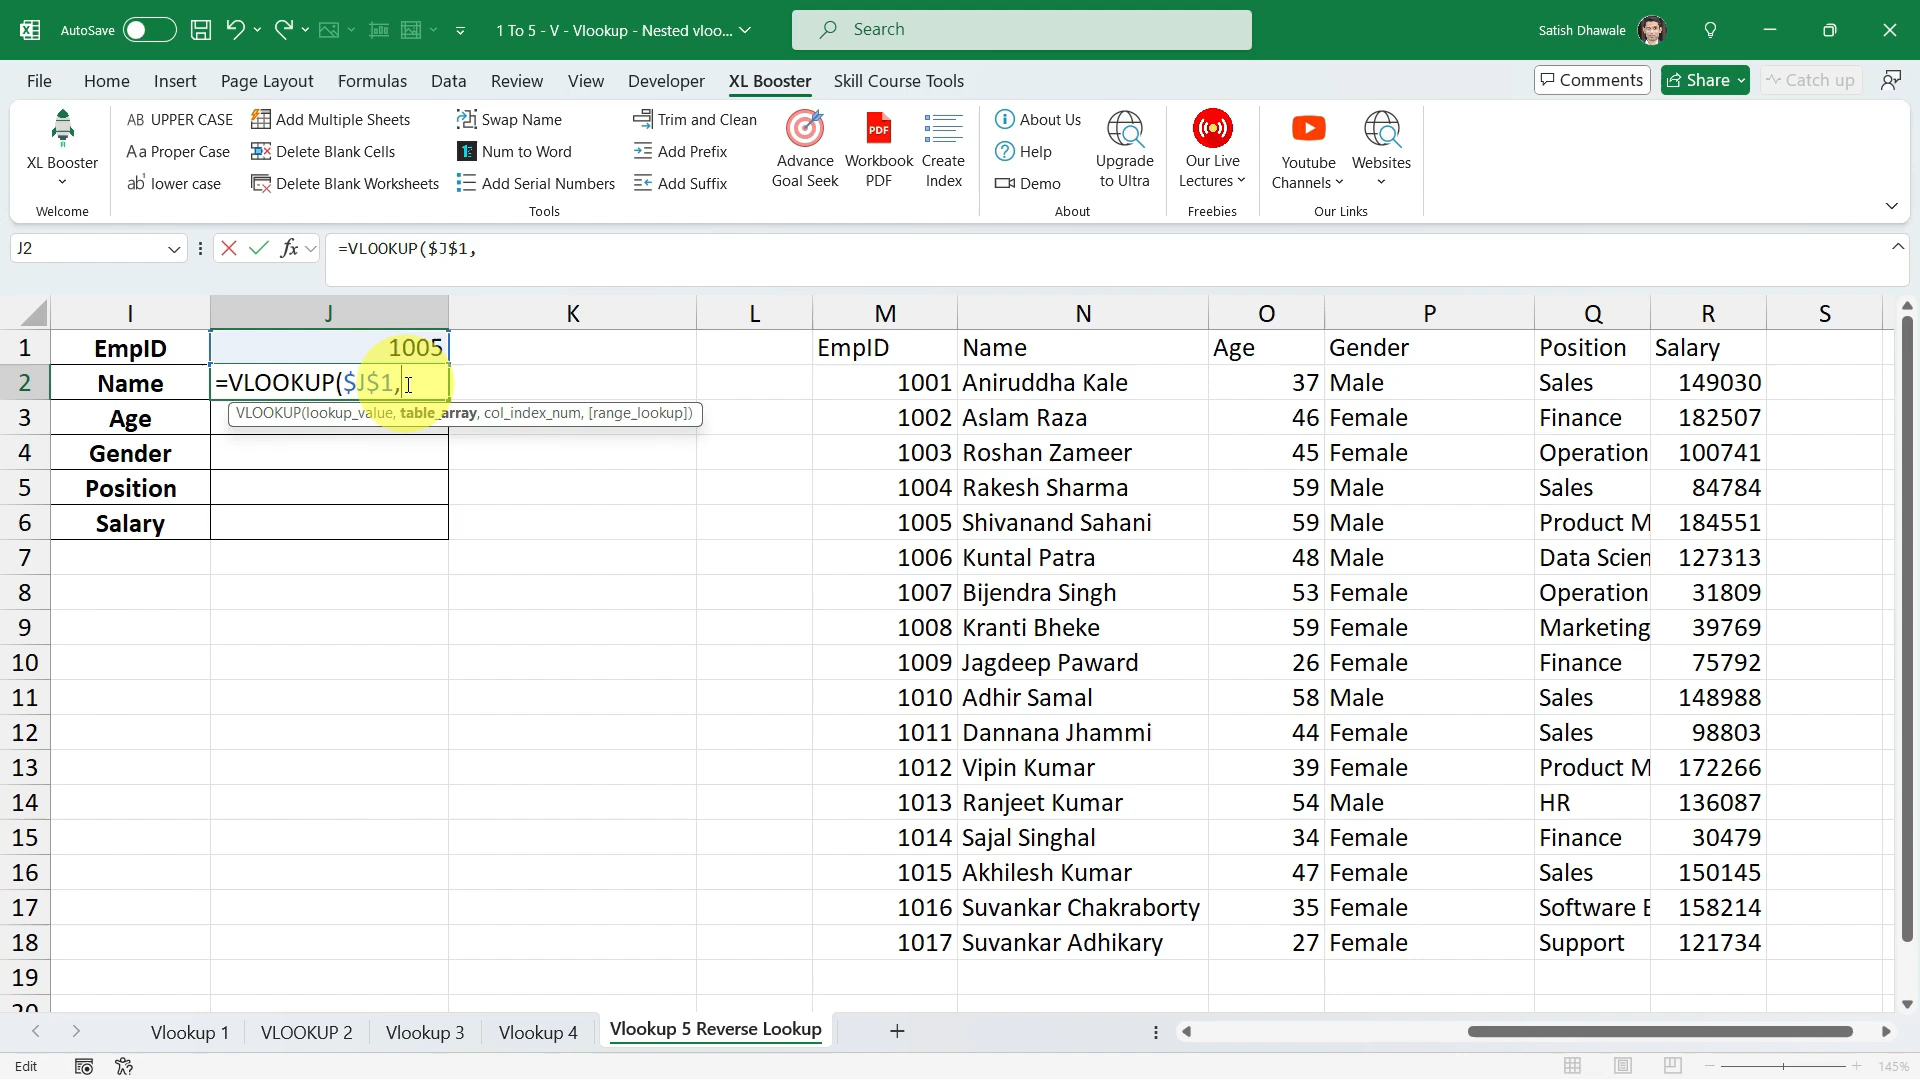 AutoSave 1 To 5 - V - Vlookup - Nested vloo... Search Satish Dhawale
File Home Insert Page Layout Formulas Data Review View Developer XL Booster Skill Course Tools Comments Share Catch up
XL Booster
Welcome
AB UPPER CASE Add Multiple Sheets Swap Name Trim and Clean
Aa Proper Case Delete Blank Cells Num to Word Add Prefix
ab lower case Delete Blank Worksheets Add Serial Numbers Add Suffix
Advance Goal Seek
PDF
Workbook PDF
Create Index
Tools
About Us
Help
Demo
Upgrade to Ultra
About
Our Live Lectures
Freebies
Youtube Channels
Websites
Our Links
J2 fx =VLOOKUP($J$1,
I J K L M N O P Q R S
1 EmpID 1005 EmpID Name Age Gender Position Salary
2 Name =VLOOKUP($J$1, 1001 Aniruddha Kale 37 Male Sales 149030
VLOOKUP(lookup_value, table_array, col_index_num, [range_lookup])
3 Age 1002 Aslam Raza 46 Female Finance 182507
4 Gender 1003 Roshan Zameer 45 Female Operation 100741
5 Position 1004 Rakesh Sharma 59 Male Sales 84784
6 Salary 1005 Shivanand Sahani 59 Male Product M 184551
7 1006 Kuntal Patra 48 Male Data Scien 127313
8 1007 Bijendra Singh 53 Female Operation 31809
9 1008 Kranti Bheke 59 Female Marketing 39769
10 1009 Jagdeep Paward 26 Female Finance 75792
11 1010 Adhir Samal 58 Male Sales 148988
12 1011 Dannana Jhammi 44 Female Sales 98803
13 1012 Vipin Kumar 39 Female Product M 172266
14 1013 Ranjeet Kumar 54 Male HR 136087
15 1014 Sajal Singhal 34 Female Finance 30479
16 1015 Akhilesh Kumar 47 Female Sales 150145
17 1016 Suvankar Chakraborty 35 Female Software E 158214
18 1017 Suvankar Adhikary 27 Female Support 121734
19
20
Vlookup 1 VLOOKUP 2 Vlookup 3 Vlookup 4 Vlookup 5 Reverse Lookup
Edit 145%